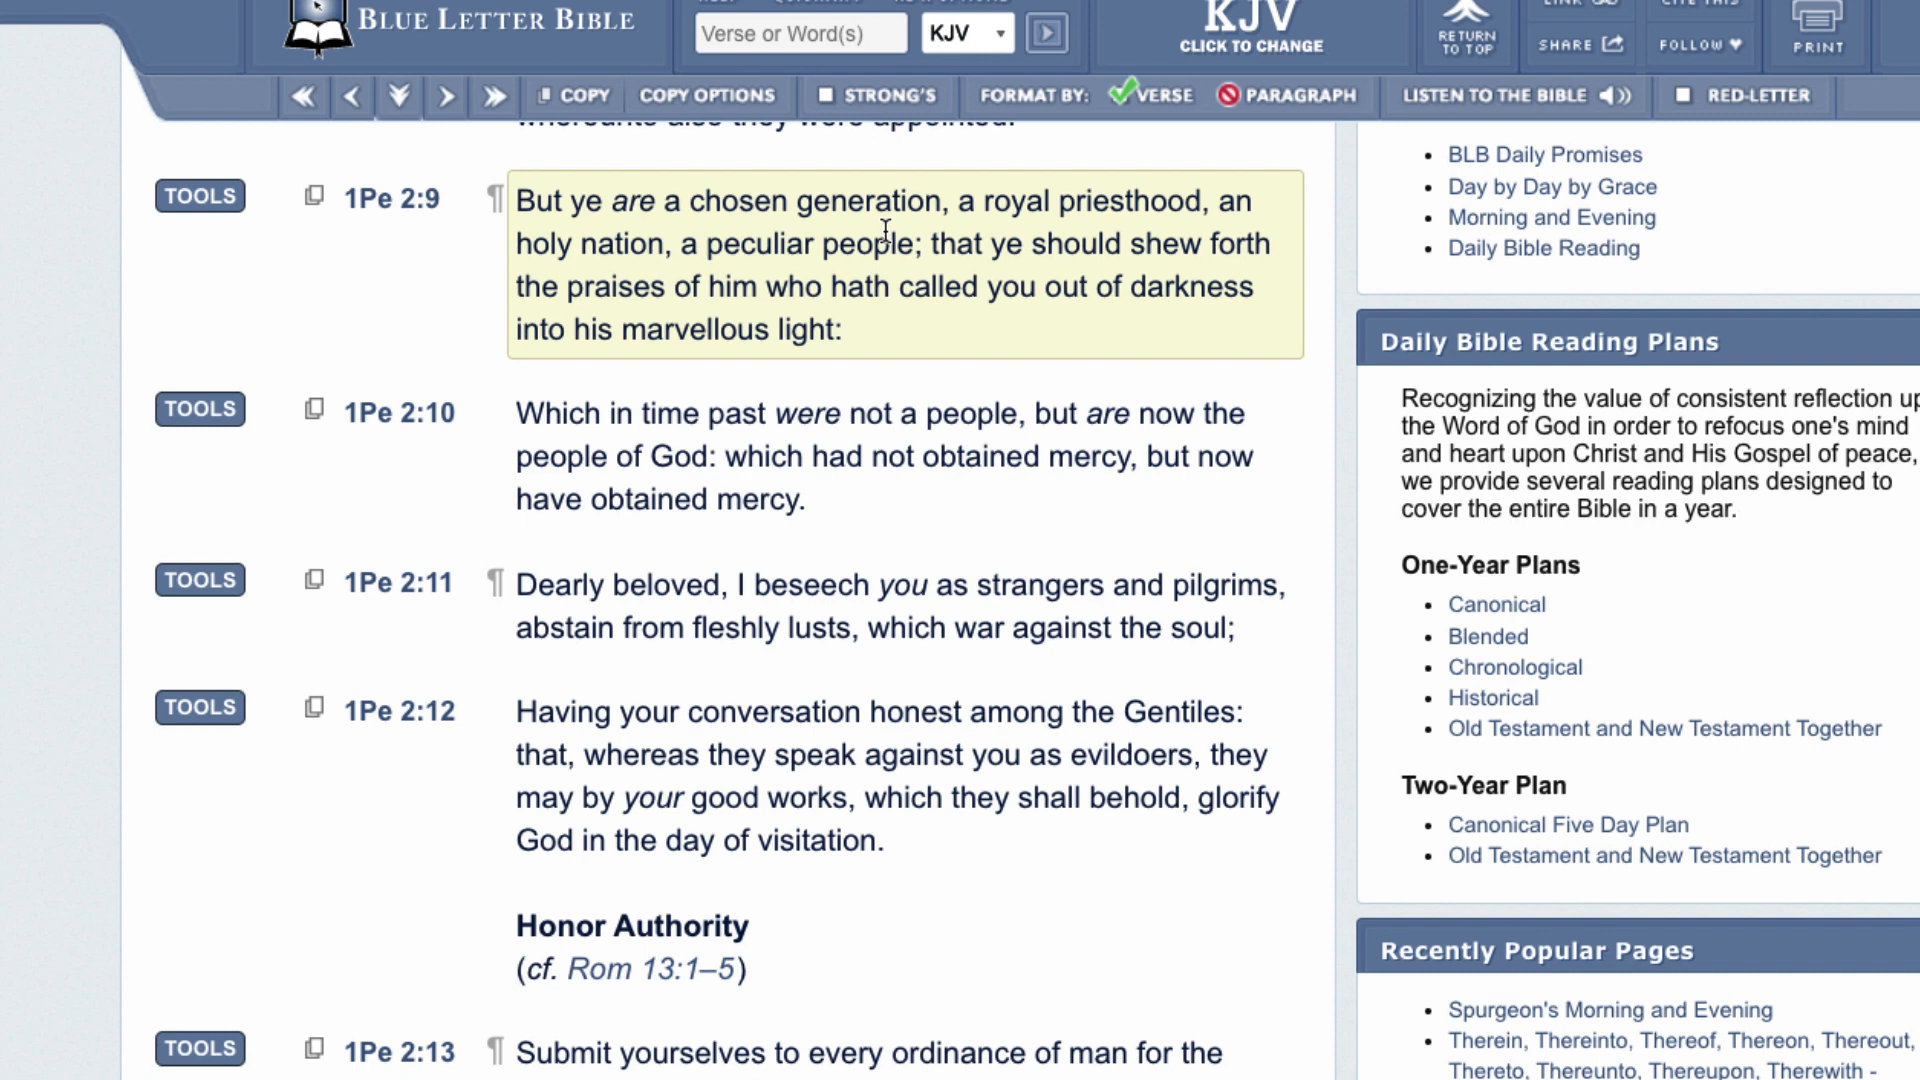 BLUE LETTER BIBLE
Verse or Word(s)
KJV
KJV
CLICK TO CHANGE
RETURN
TO TOP
LINK
SHARE
CITE THIS
FOLLOW
PRINT
COPY
COPY OPTIONS
STRONG'S
FORMAT BY:
VERSE
PARAGRAPH
LISTEN TO THE BIBLE
RED-LETTER
whereunto also they were appointed.
TOOLS 1Pe 2:9 ¶ But ye are a chosen generation, a royal priesthood, an
holy nation, a peculiar people; that ye should shew forth
the praises of him who hath called you out of darkness
into his marvellous light:
TOOLS 1Pe 2:10 Which in time past were not a people, but are now the
people of God: which had not obtained mercy, but now
have obtained mercy.
TOOLS 1Pe 2:11 ¶ Dearly beloved, I beseech you as strangers and pilgrims,
abstain from fleshly lusts, which war against the soul;
TOOLS 1Pe 2:12 Having your conversation honest among the Gentiles:
that, whereas they speak against you as evildoers, they
may by your good works, which they shall behold, glorify
God in the day of visitation.
Honor Authority
(cf. Rom 13:1–5)
TOOLS 1Pe 2:13 ¶ Submit yourselves to every ordinance of man for the
• BLB Daily Promises
• Day by Day by Grace
• Morning and Evening
• Daily Bible Reading
Daily Bible Reading Plans
Recognizing the value of consistent reflection up
the Word of God in order to refocus one's mind
and heart upon Christ and His Gospel of peace,
we provide several reading plans designed to
cover the entire Bible in a year.
One-Year Plans
• Canonical
• Blended
• Chronological
• Historical
• Old Testament and New Testament Together
Two-Year Plan
• Canonical Five Day Plan
• Old Testament and New Testament Together
Recently Popular Pages
• Spurgeon's Morning and Evening
• Therein, Thereinto, Thereof, Thereon, Thereout,
Thereto, Thereunto, Thereupon, Therewith -